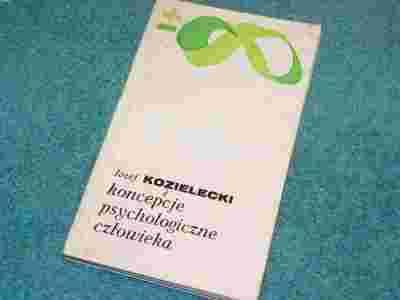 Józef KOZIELECKI
koncepcje
psychologiczne
człowieka